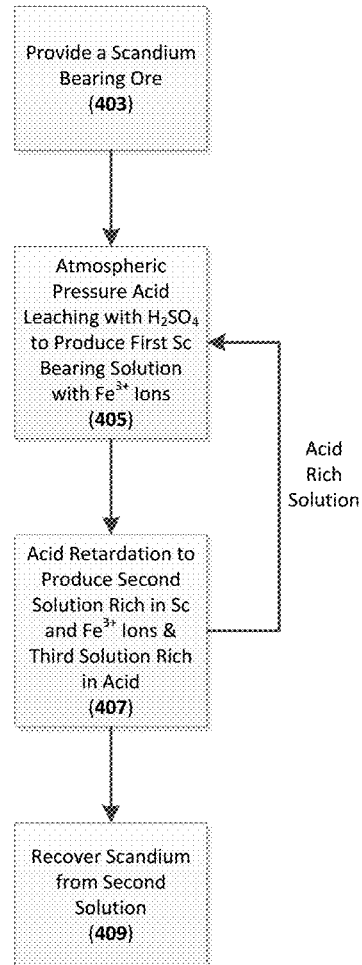 Provide a Scandium
Bearing Ore
(403)
Atmospheric
Pressure Acid
Leaching with H₂SO₄
to Produce First Sc
Bearing Solution
with Fe³⁺ Ions
(405)
Acid
Rich
Solution
Acid Retardation to
Produce Second
Solution Rich in Sc
and Fe³⁺ Ions &
Third Solution Rich
in Acid
(407)
Recover Scandium
from Second
Solution
(409)